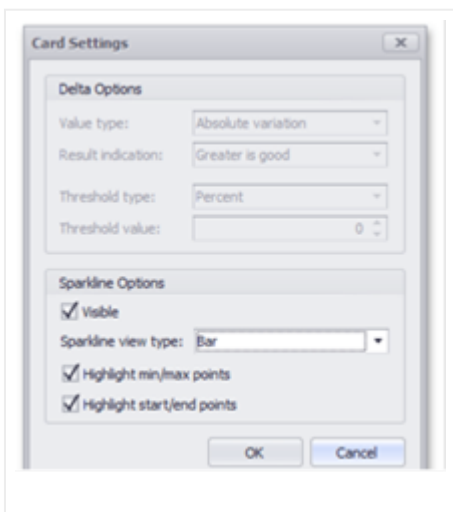 Card Settings
Delta Options
Value type: Absolute variation
Result indication: Greater is good
Threshold type: Percent
Threshold value: 0
Sparkline Options
Visible
Sparkline view type: Bar
Highlight min/max points
Highlight start/end points
OK Cancel